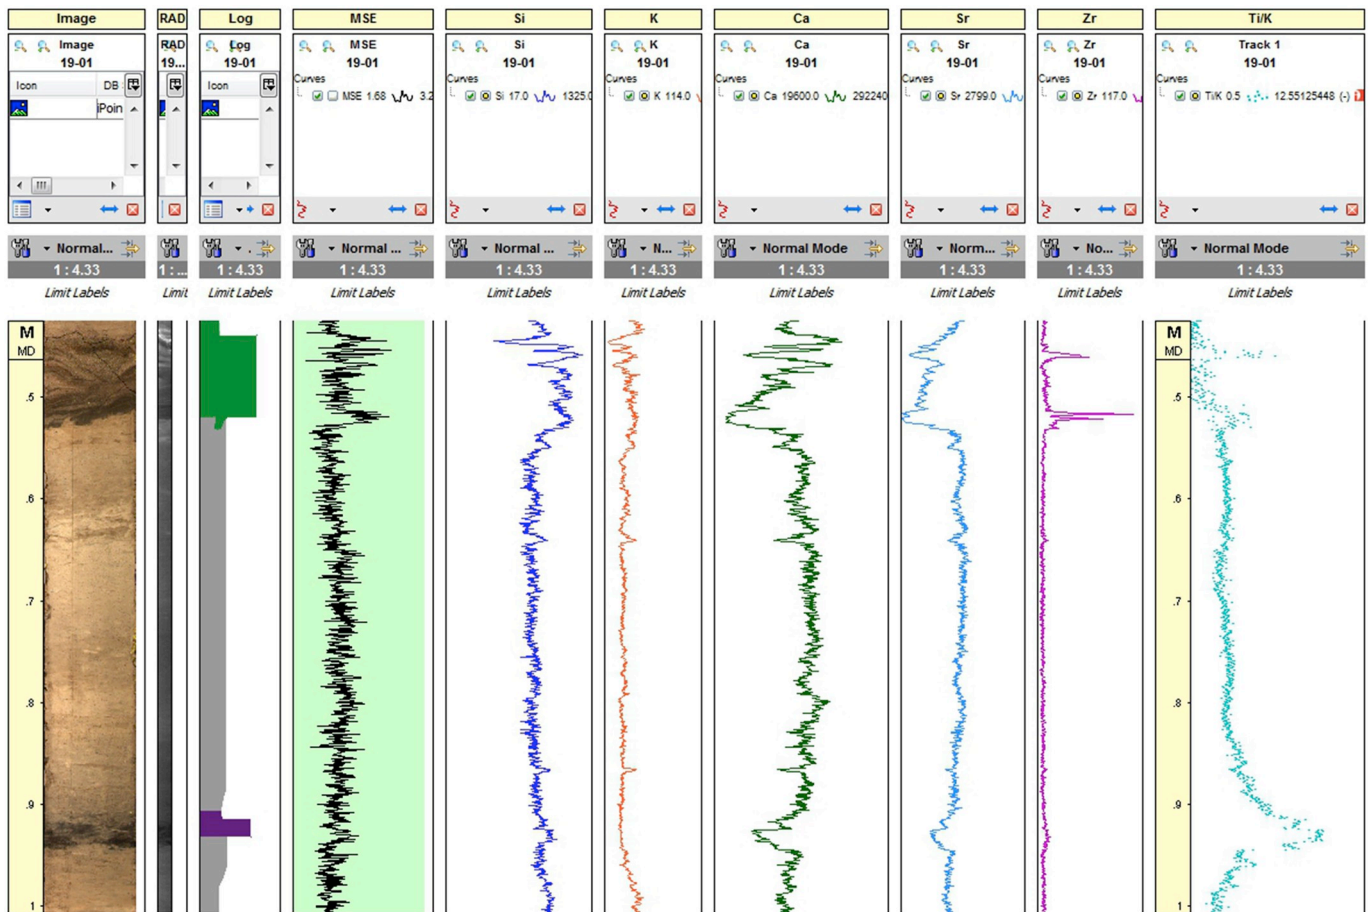 Image RAD Log MSE Si K Ca Sr Zr Ti/K
Image RAD Log MSE Si K Ca Sr Zr Track 1
19-01 19... 19-01 19-01 19-01 19-01 19-01 19-01 19-01 19-01
Curves Curves Curves Curves Curves Curves Curves
Icon DB Icon
MSE 1.68 3.2 Si 17.0 1325.0 K 114.0 Ca 19600.0 292240 Sr 2799.0 Zr 117.0 Ti/K 0.5 12.55125448 (-)
iPoin
Normal... . Normal ... Normal ... N... Normal Mode Norm... No... Normal Mode
1 : 4.33 1 : ... 1 : 4.33 1 : 4.33 1 : 4.33 1 : 4.33 1 : 4.33 1 : 4.33 1 : 4.33 1 : 4.33
Limit Labels Limit Limit Labels Limit Labels Limit Labels Limit Labels Limit Labels Limit Labels Limit Labels Limit Labels
M M
MD MD
.5 .5
.6 .6
.7 .7
.8 .8
.9 .9
1 1